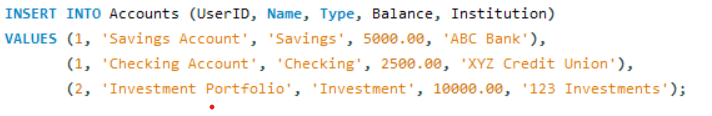 INSERT INTO Accounts (UserID, Name, Type, Balance, Institution)
VALUES (1, 'Savings Account', 'Savings', 5000.00, 'ABC Bank'),
(1, 'Checking Account', 'Checking', 2500.00, 'XYZ Credit Union'),
(2, 'Investment Portfolio', 'Investment', 10000.00, '123 Investments');